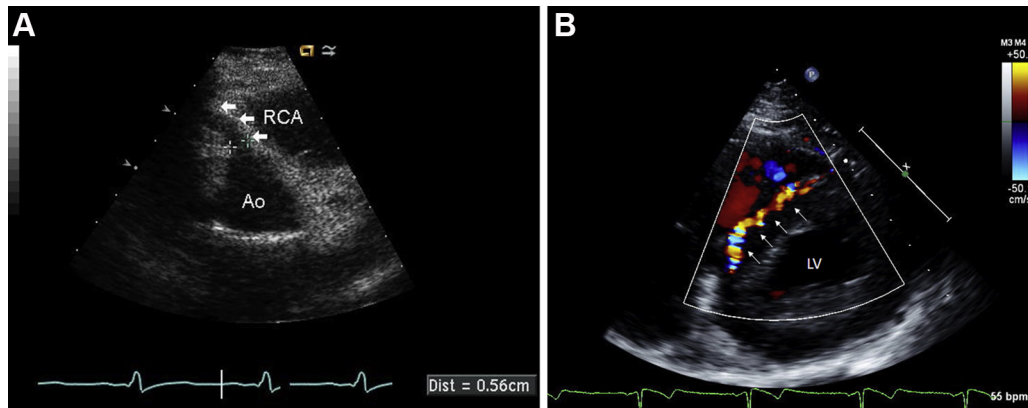 A
RCA
Ao
Dist = 0.56cm
B
P
M3 M4
+50.
-50.
cm/s
x
LV
55 bpm